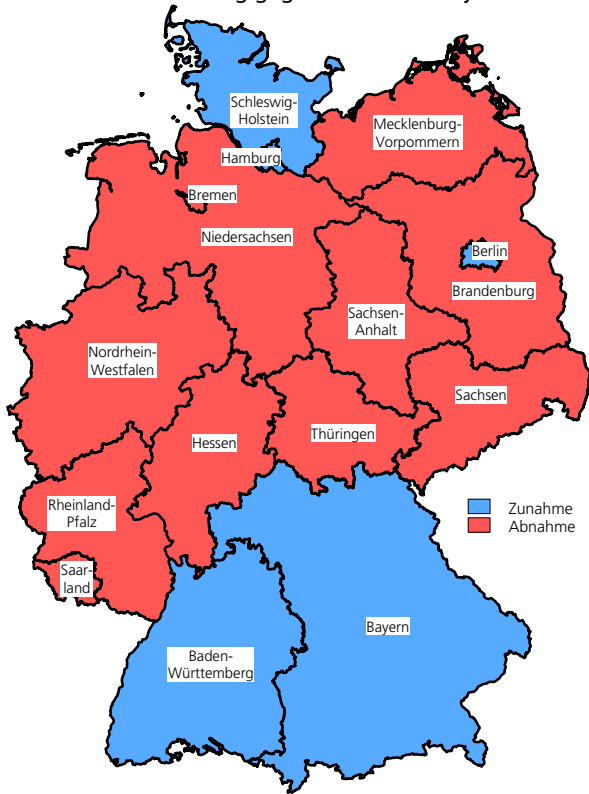 Schleswig-
Holstein
Mecklenburg-
Vorpommern
Hamburg
Bremen
Niedersachsen
Berlin
Brandenburg
Sachsen-
Anhalt
Nordrhein-
Westfalen
Sachsen
Hessen
Thüringen
Rheinland-
Pfalz
Zunahme
Abnahme
Saar-
land
Bayern
Baden-
Württemberg